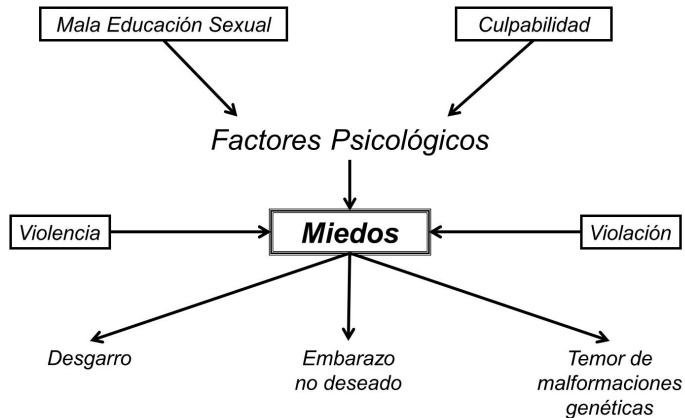 Mala Educación Sexual
Culpabilidad
Factores Psicológicos
Violencia
Miedos
Violación
Desgarro
Embarazo
no deseado
Temor de
malformaciones
genéticas